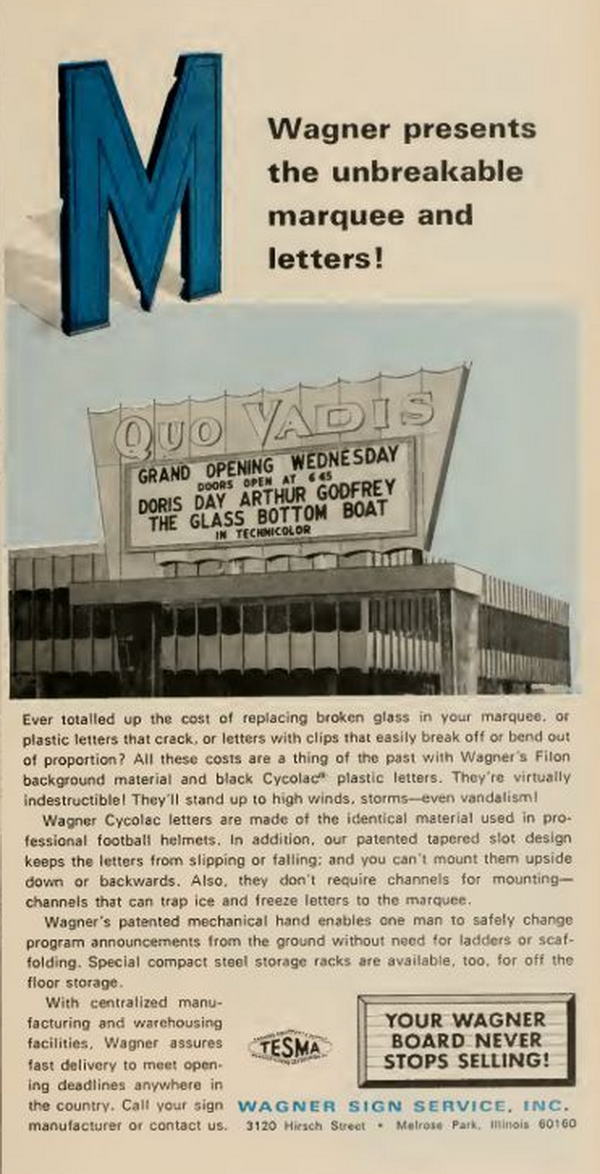 M
Wagner presents
the unbreakable
marquee and
letters!
QUO VADIS
GRAND OPENING WEDNESDAY
DOORS OPEN AT 6 45
DORIS DAY ARTHUR GODFREY
THE GLASS BOTTOM BOAT
IN TECHNICOLOR
Ever totalled up the cost of replacing broken glass in your marquee, or
plastic letters that crack, or letters with clips that easily break off or bend out
of proportion? All these costs are a thing of the past with Wagner's Filon
background material and black Cycolac® plastic letters. They're virtually
indestructible! They'll stand up to high winds, storms—even vandalism!
Wagner Cycolac letters are made of the identical material used in pro-
fessional football helmets. In addition, our patented tapered slot design
keeps the letters from slipping or falling; and you can't mount them upside
down or backwards. Also, they don't require channels for mounting—
channels that can trap ice and freeze letters to the marquee.
Wagner's patented mechanical hand enables one man to safely change
program announcements from the ground without need for ladders or scaf-
folding. Special compact steel storage racks are available, too, for off the
floor storage.
With centralized manu-
facturing and warehousing
facilities, Wagner assures
fast delivery to meet open-
ing deadlines anywhere in
the country. Call your sign
manufacturer or contact us.
TESMA
YOUR WAGNER
BOARD NEVER
STOPS SELLING!
WAGNER SIGN SERVICE, INC.
3120 Hirsch Street • Melrose Park, Illinois 60160